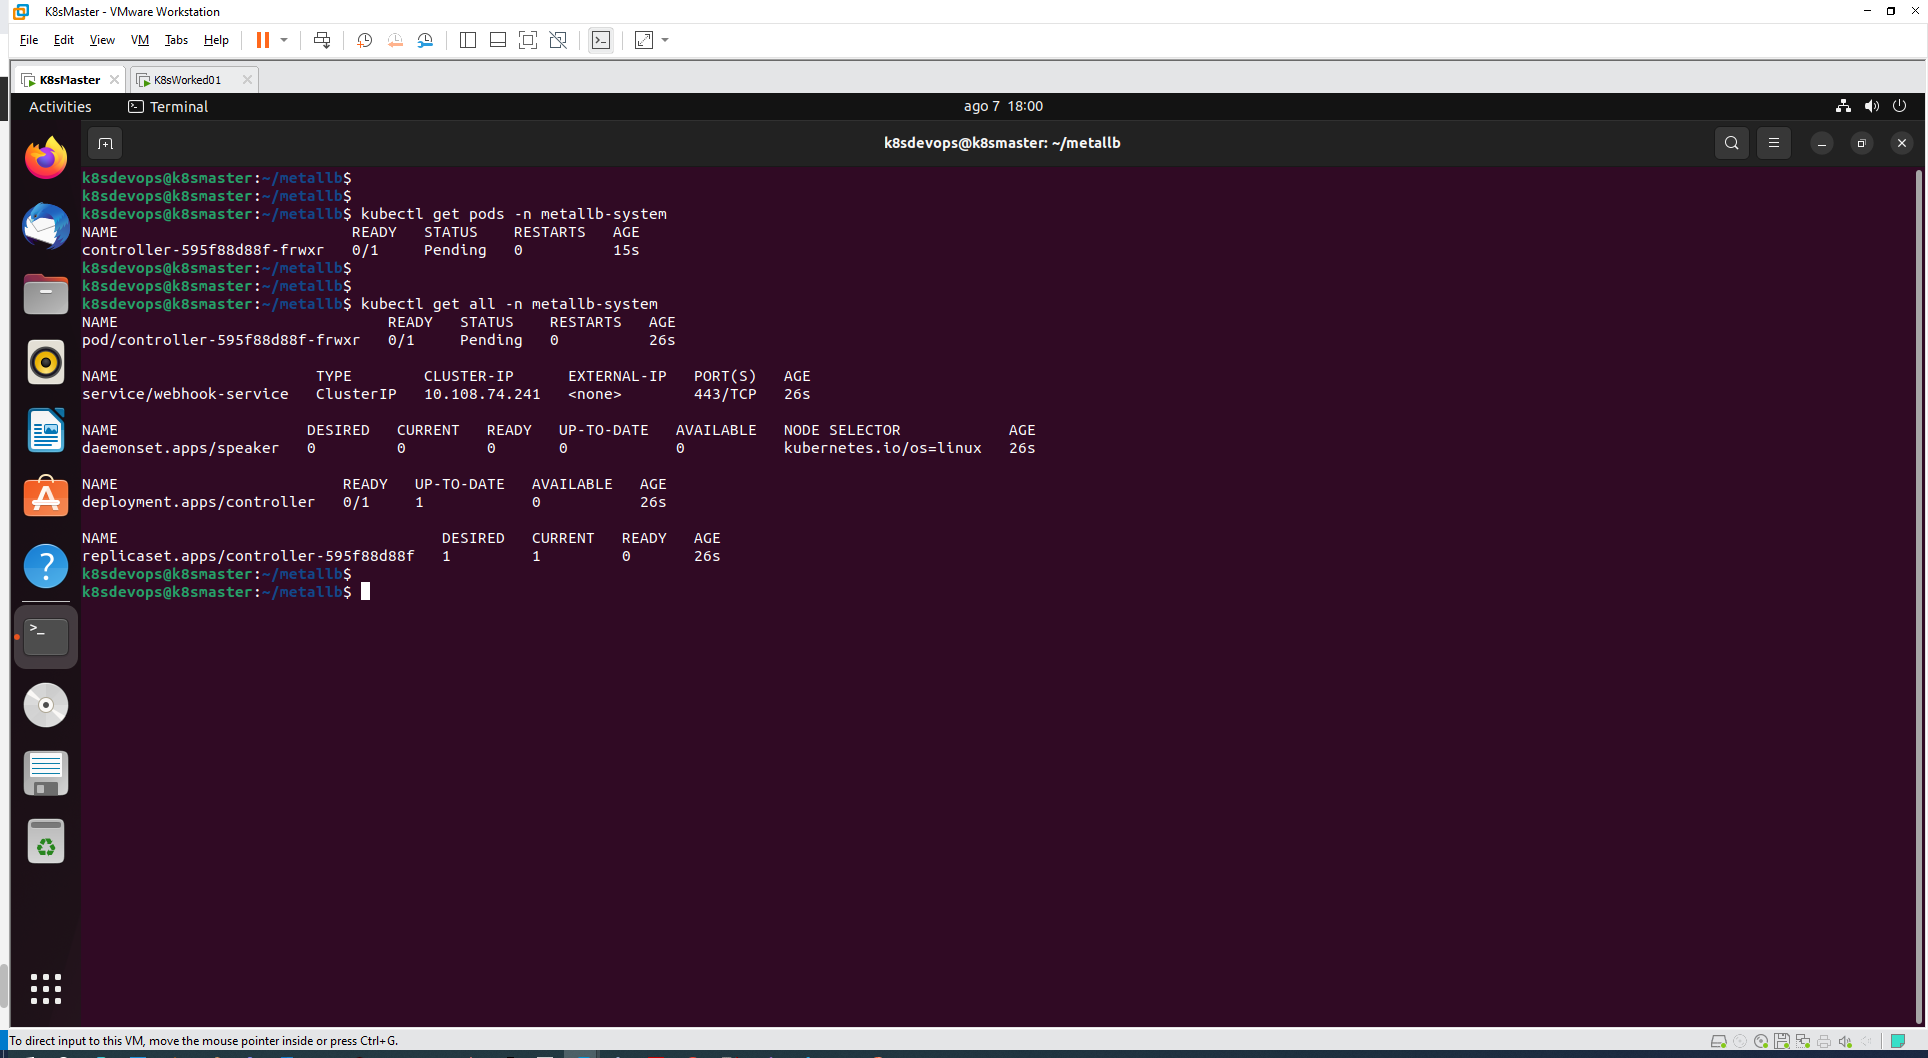 K8sMaster - VMware Workstation
File Edit View VM Tabs Help
K8sMaster K8sWorked01
Activities Terminal ago 7 18:00
k8sdevops@k8smaster: ~/metallb
k8sdevops@k8smaster:~/metallb$
k8sdevops@k8smaster:~/metallb$
k8sdevops@k8smaster:~/metallb$ kubectl get pods -n metallb-system
NAME READY STATUS RESTARTS AGE
controller-595f88d88f-frwxr 0/1 Pending 0 15s
k8sdevops@k8smaster:~/metallb$
k8sdevops@k8smaster:~/metallb$
k8sdevops@k8smaster:~/metallb$ kubectl get all -n metallb-system
NAME READY STATUS RESTARTS AGE
pod/controller-595f88d88f-frwxr 0/1 Pending 0 26s
NAME TYPE CLUSTER-IP EXTERNAL-IP PORT(S) AGE
service/webhook-service ClusterIP 10.108.74.241 <none> 443/TCP 26s
NAME DESIRED CURRENT READY UP-TO-DATE AVAILABLE NODE SELECTOR AGE
daemonset.apps/speaker 0 0 0 0 0 kubernetes.io/os=linux 26s
NAME READY UP-TO-DATE AVAILABLE AGE
deployment.apps/controller 0/1 1 0 26s
NAME DESIRED CURRENT READY AGE
replicaset.apps/controller-595f88d88f 1 1 0 26s
k8sdevops@k8smaster:~/metallb$
k8sdevops@k8smaster:~/metallb$
To direct input to this VM, move the mouse pointer inside or press Ctrl+G.